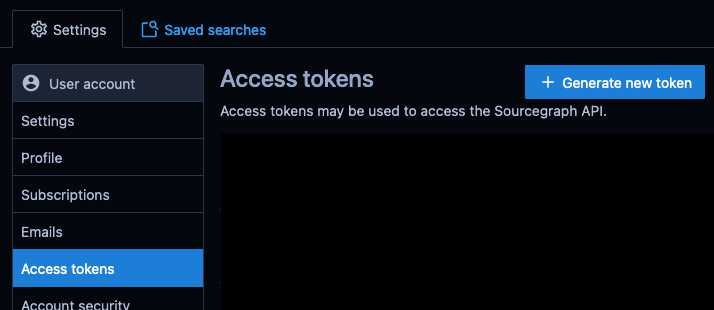 Settings
Saved searches
User account
Settings
Profile
Subscriptions
Emails
Access tokens
Account security
Access tokens
Generate new token
Access tokens may be used to access the Sourcegraph API.